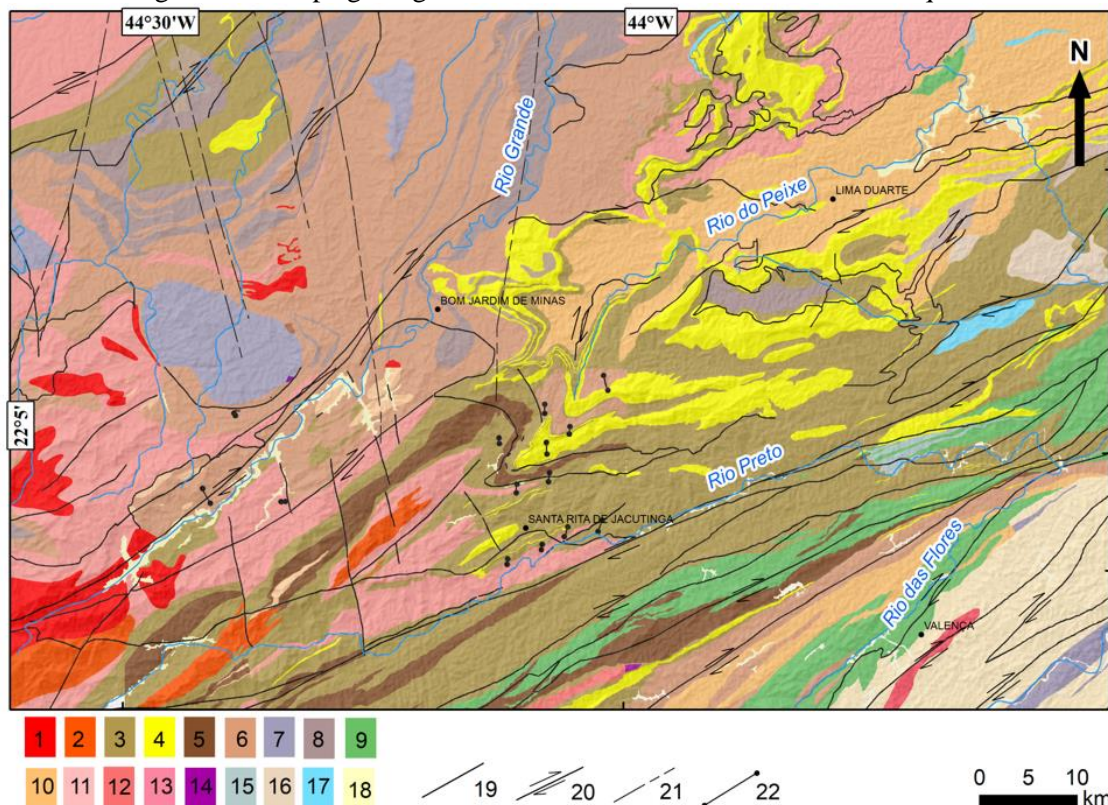 44°30'W
44°W
N
Rio Grande
LIMA DUARTE
Rio do Peixe
BOM JARDIM DE MINAS
22°5'
Rio Preto
SANTA RITA DE JACUTINGA
Rio das Flores
VALENÇA
1 2 3 4 5 6 7 8 9
10 11 12 13 14 15 16 17 18
19 20 21 22
0 5 10
km